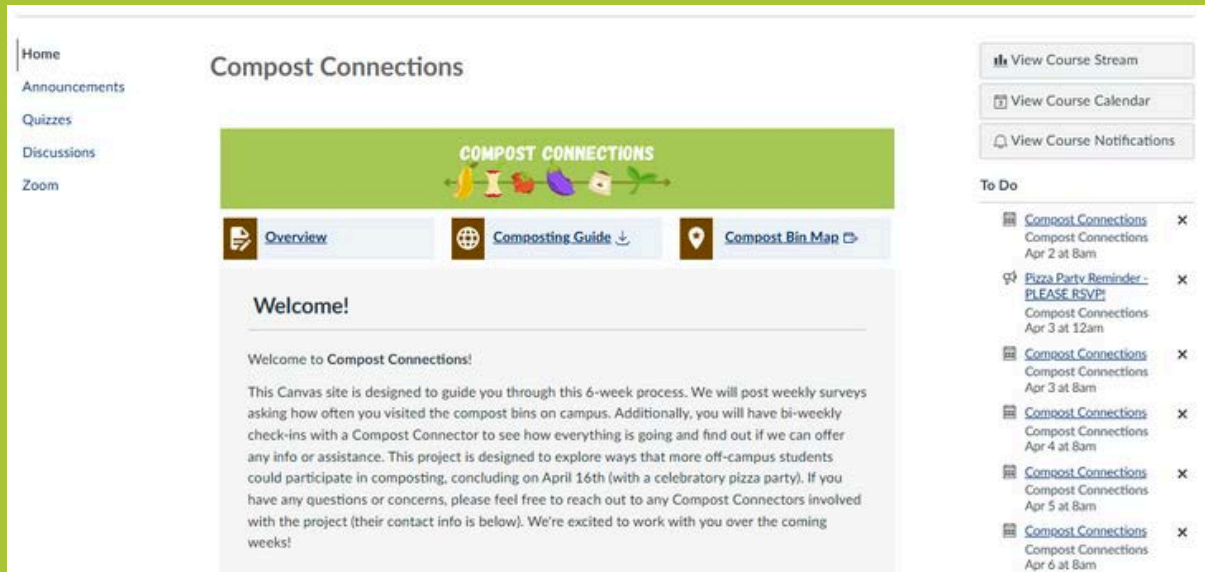 Home
Announcements
Quizzes
Discussions
Zoom
Compost Connections
COMPOST CONNECTIONS
Overview
Composting Guide
Compost Bin Map
Welcome!
Welcome to Compost Connections!
This Canvas site is designed to guide you through this 6-week process. We will post weekly surveys
asking how often you visited the compost bins on campus. Additionally, you will have bi-weekly
check-ins with a Compost Connector to see how everything is going and find out if we can offer
any info or assistance. This project is designed to explore ways that more off-campus students
could participate in composting, concluding on April 16th (with a celebratory pizza party). If you
have any questions or concerns, please feel free to reach out to any Compost Connectors involved
with the project (their contact info is below). We're excited to work with you over the coming
weeks!
View Course Stream
View Course Calendar
View Course Notifications
To Do
Compost Connections
Compost Connections
Apr 2 at 8am
Pizza Party Reminder -
PLEASE RSVP!
Compost Connections
Apr 3 at 12am
Compost Connections
Compost Connections
Apr 3 at 8am
Compost Connections
Compost Connections
Apr 4 at 8am
Compost Connections
Compost Connections
Apr 5 at 8am
Compost Connections
Compost Connections
Apr 6 at 8am